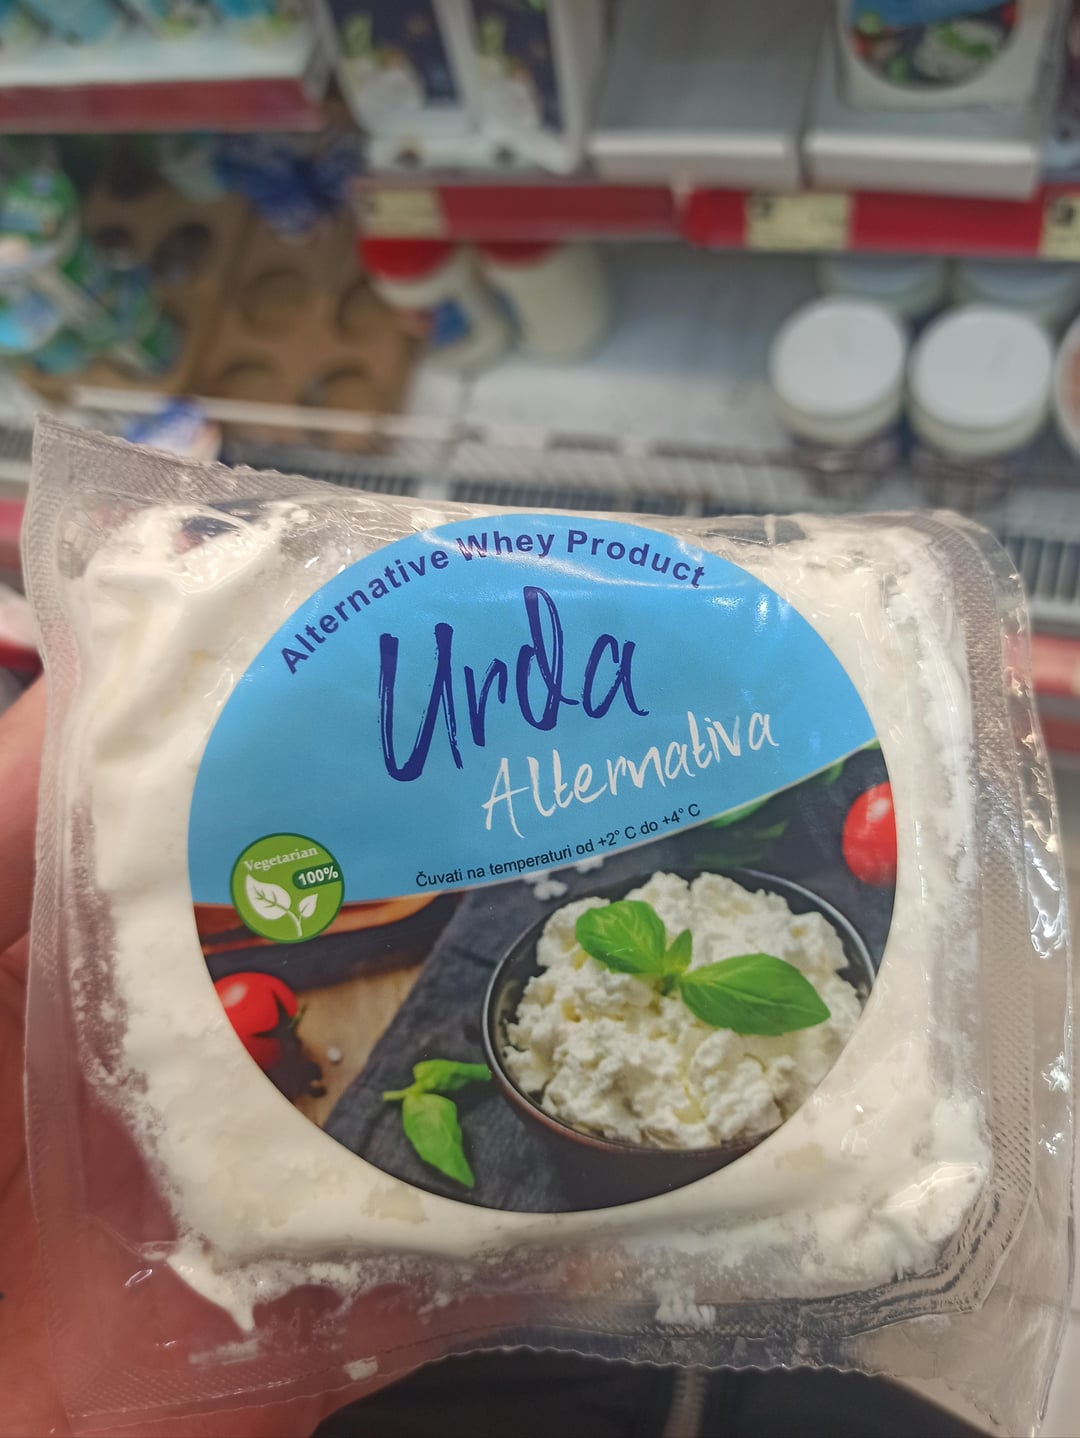 Alternative Whey Product
Urda
Alternativa
Čuvati na temperaturi od +2° C do +4° C
Vegetarian
100%